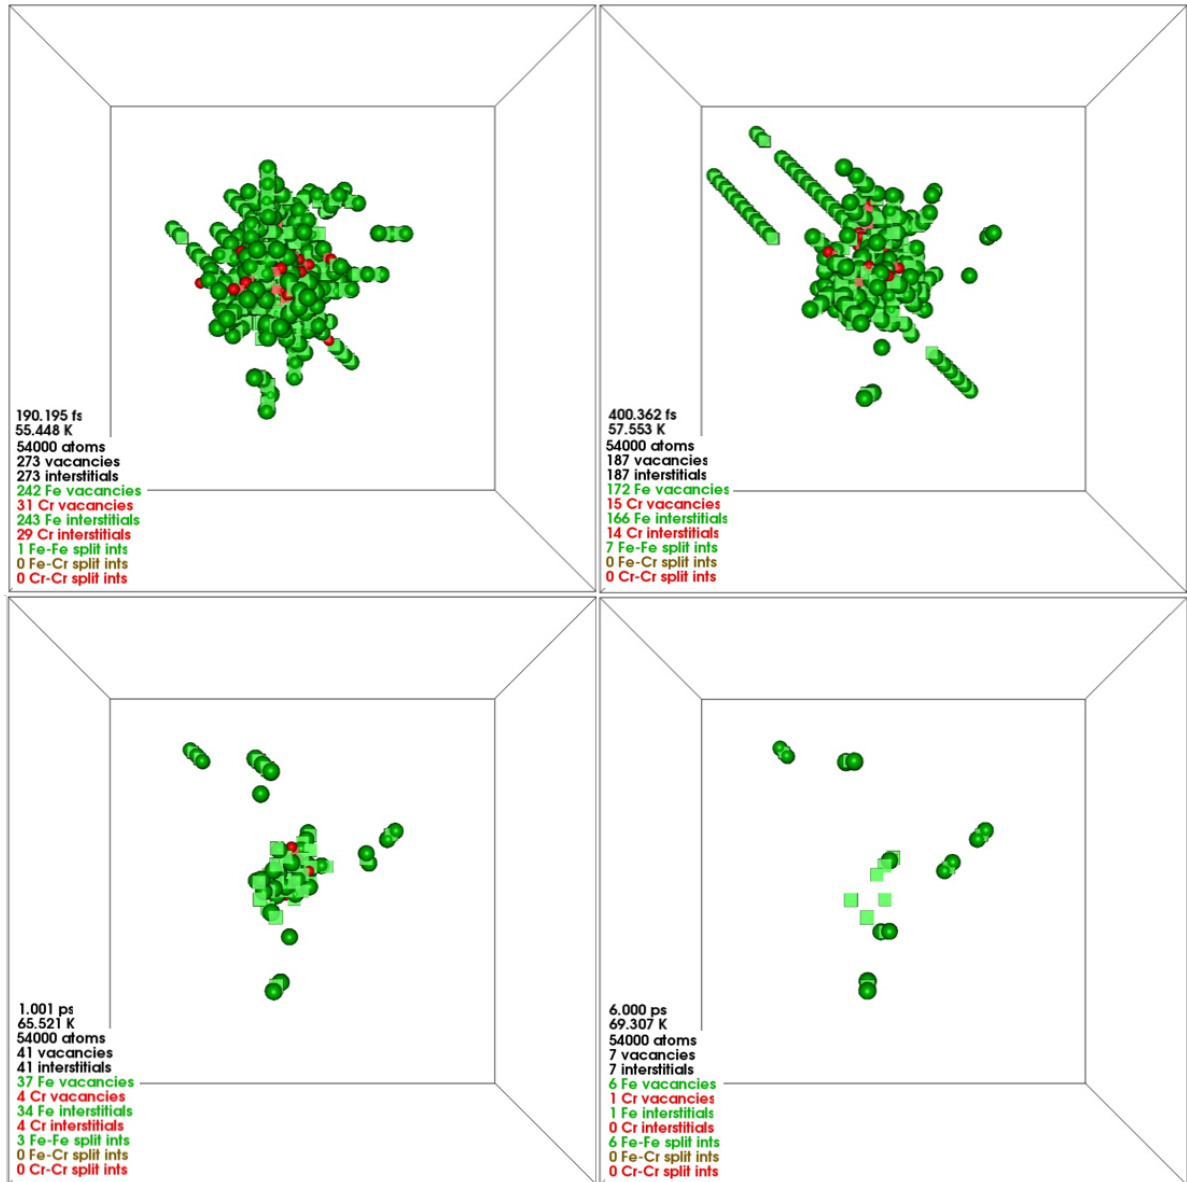 190.195 fs
55.448 K
54000 atoms
273 vacancies
273 interstitials
242 Fe vacancies
31 Cr vacancies
243 Fe interstitials
29 Cr interstitials
1 Fe-Fe split ints
0 Fe-Cr split ints
0 Cr-Cr split ints
400.362 fs
57.553 K
54000 atoms
187 vacancies
187 interstitials
172 Fe vacancies
15 Cr vacancies
166 Fe interstitials
14 Cr interstitials
7 Fe-Fe split ints
0 Fe-Cr split ints
0 Cr-Cr split ints
1.001 ps
65.521 K
54000 atoms
41 vacancies
41 interstitials
37 Fe vacancies
4 Cr vacancies
34 Fe interstitials
4 Cr interstitials
3 Fe-Fe split ints
0 Fe-Cr split ints
0 Cr-Cr split ints
6.000 ps
69.307 K
54000 atoms
7 vacancies
7 interstitials
6 Fe vacancies
1 Cr vacancies
1 Fe interstitials
0 Cr interstitials
6 Fe-Fe split ints
0 Fe-Cr split ints
0 Cr-Cr split ints